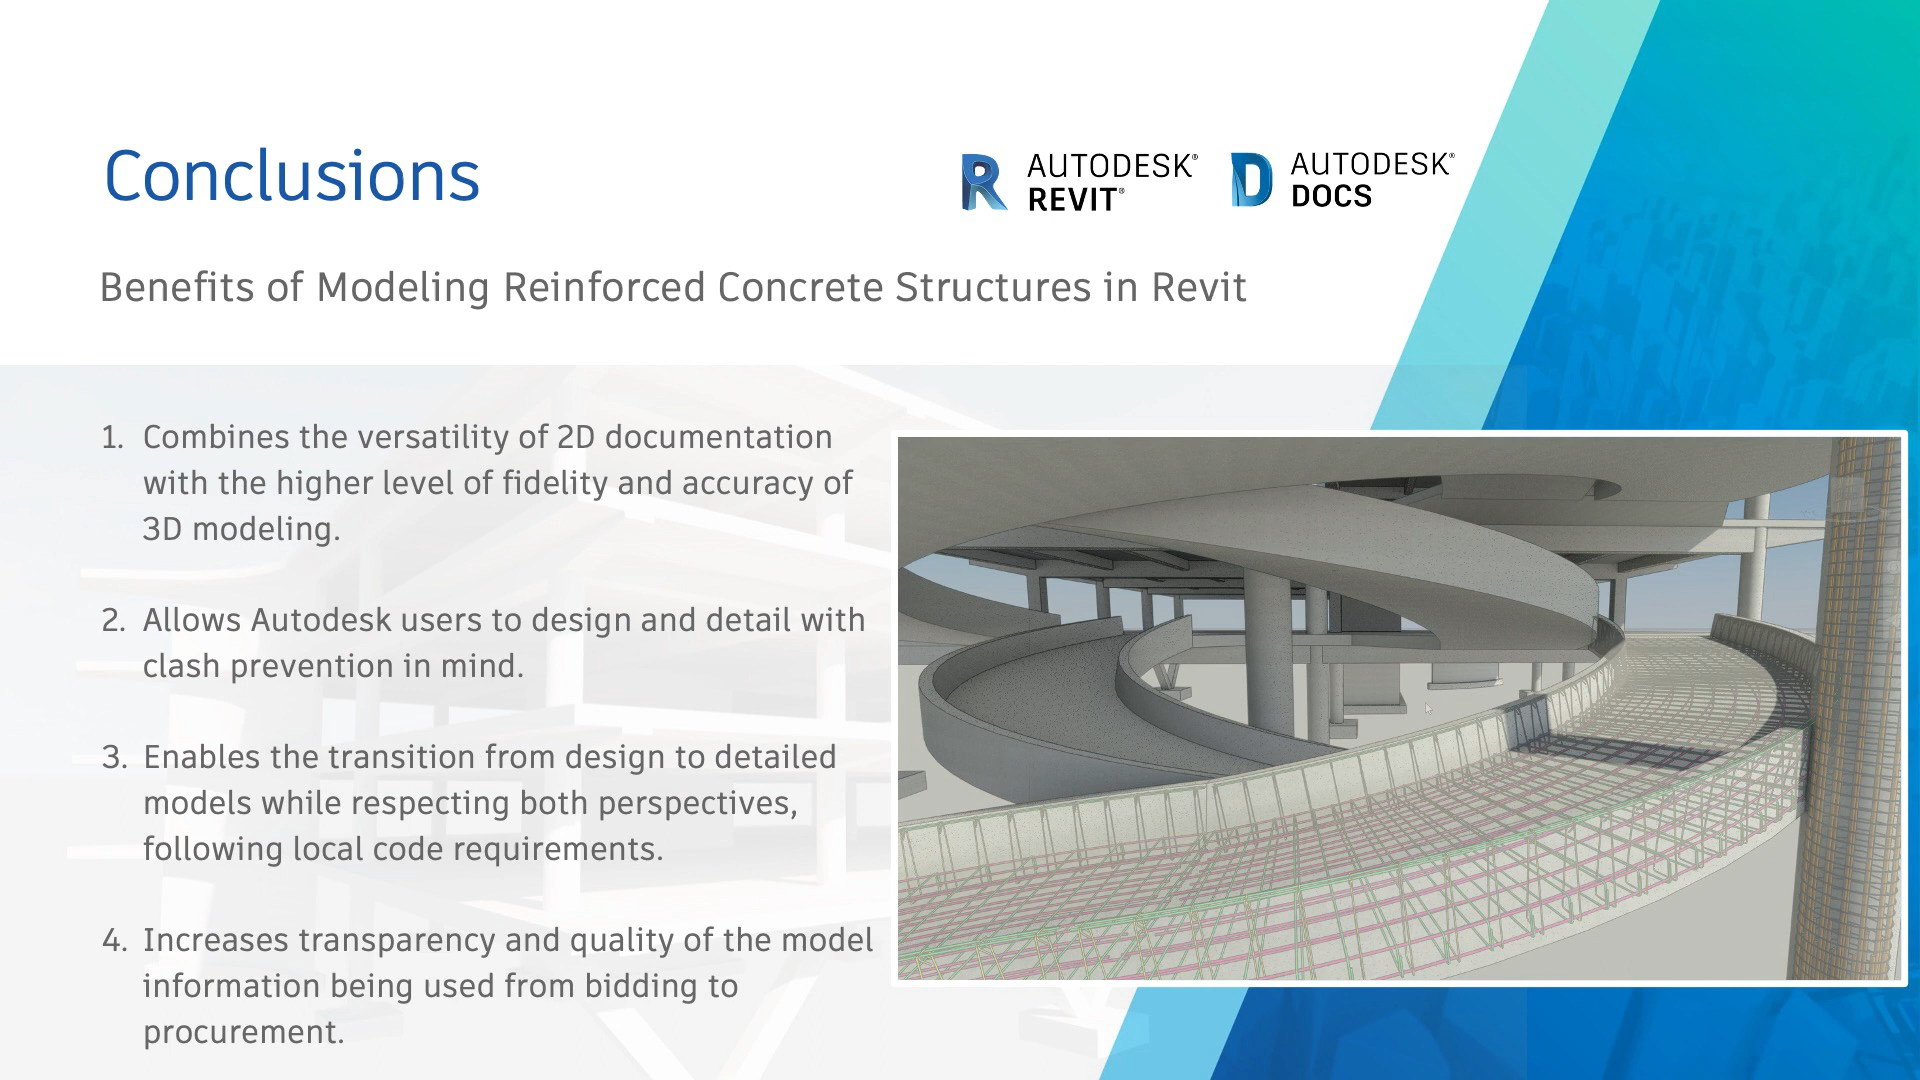 Conclusions
AUTODESK®
REVIT®
AUTODESK®
DOCS
Benefits of Modeling Reinforced Concrete Structures in Revit
1. Combines the versatility of 2D documentation
with the higher level of fidelity and accuracy of
3D modeling.
2. Allows Autodesk users to design and detail with
clash prevention in mind.
3. Enables the transition from design to detailed
models while respecting both perspectives,
following local code requirements.
4. Increases transparency and quality of the model
information being used from bidding to
procurement.